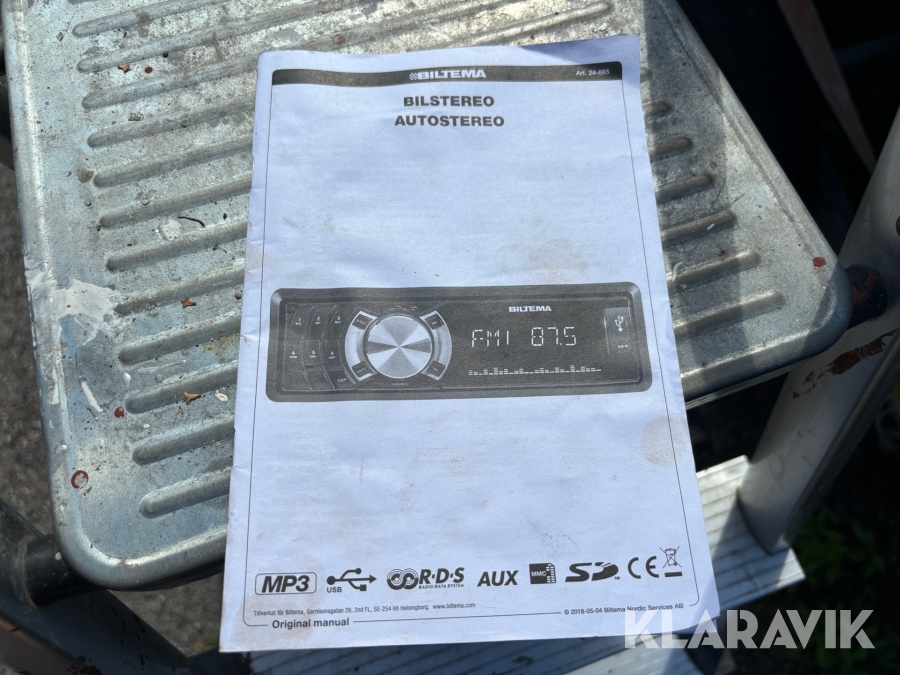 BILTEMA
Art. 24-665
BILSTEREO
AUTOSTEREO
BILTEMA
FM1 87.5
MP3
USB
R·D·S
RADIO DATA SYSTEM
AUX
MMC
SD
CE
Tillverkat för Biltema, Garnisonsgatan 26, 2nd FL, SE-254 66 Helsingborg. www.biltema.com
© 2016-05-04 Biltema Nordic Services AB
Original manual
KLARAVIK